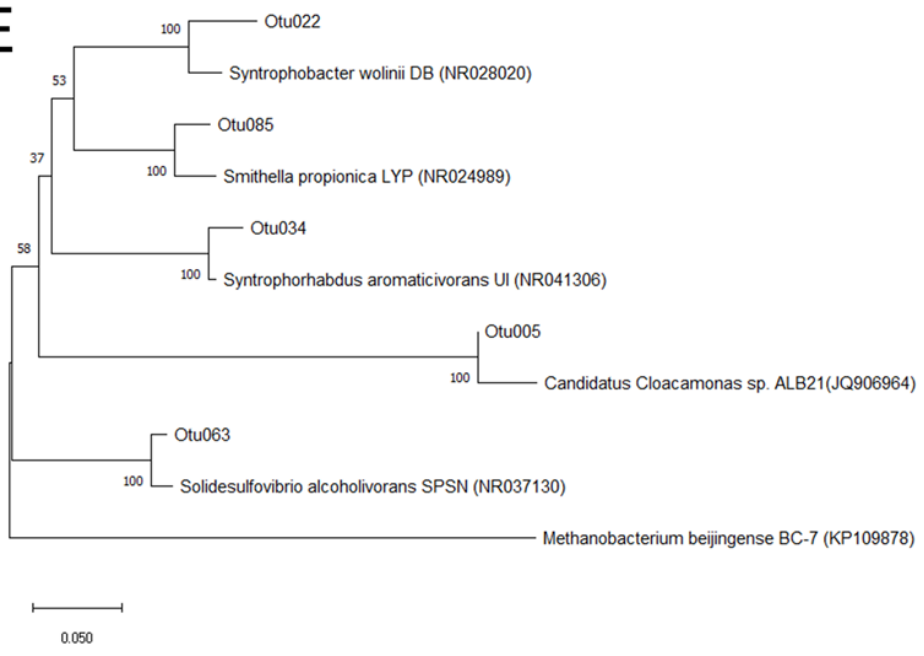 E
100
Otu022
Syntrophobacter wolinii DB (NR028020)
53
Otu085
100
Smithella propionica LYP (NR024989)
37
Otu034
58
100
Syntrophorhabdus aromaticivorans UI (NR041306)
Otu005
100
Candidatus Cloacamonas sp. ALB21(JQ906964)
Otu063
100
Solidesulfovibrio alcoholivorans SPSN (NR037130)
Methanobacterium beijingense BC-7 (KP109878)
0.050